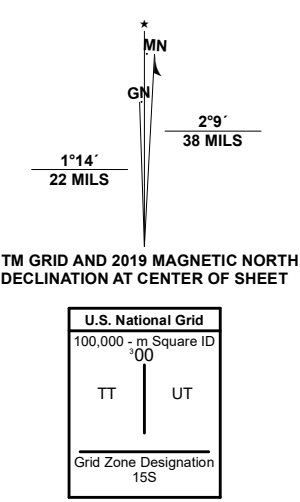 ★
MN
GN
2°9´
38 MILS
1°14´
22 MILS
TM GRID AND 2019 MAGNETIC NORTH
DECLINATION AT CENTER OF SHEET
U.S. National Grid
100,000 - m Square ID
³00
TT UT
Grid Zone Designation
15S